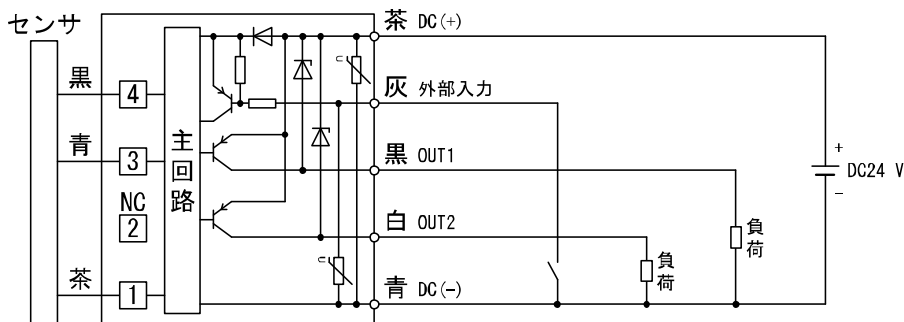 センサ
茶 DC(+)
黒
4
灰 外部入力
青
3
主回路
黒 OUT1
+
DC24 V
-
NC
2
白 OUT2
負荷
負荷
茶
1
青 DC(-)